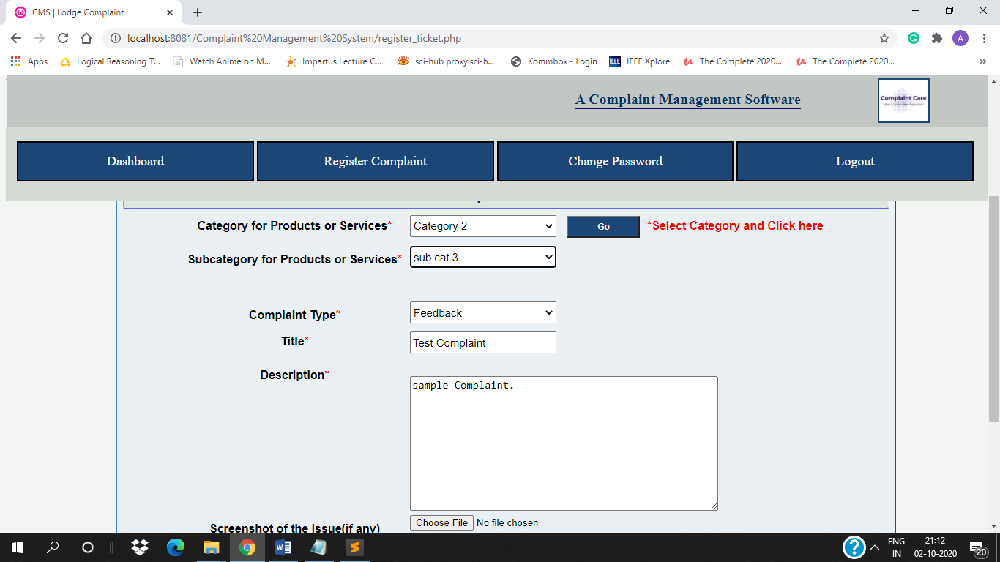 CMS | Lodge Complaint
localhost:8081/Complaint%20Management%20System/register_ticket.php
A
Apps Logical Reasoning T... Watch Anime on M... Impartus Lecture C... sci-hub proxy:sci-h... Kommbox - Login IEEE IEEE Xplore The Complete 2020... The Complete 2020... »
A Complaint Management Software
Complaint Care
Dashboard Register Complaint Change Password Logout
Category for Products or Services* Category 2 Go *Select Category and Click here
Subcategory for Products or Services* sub cat 3
Complaint Type* Feedback
Title* Test Complaint
Description*
sample Complaint.
Choose File No file chosen
Screenshot of the Issue(if any)
ENG 21:12
IN 02-10-2020 20